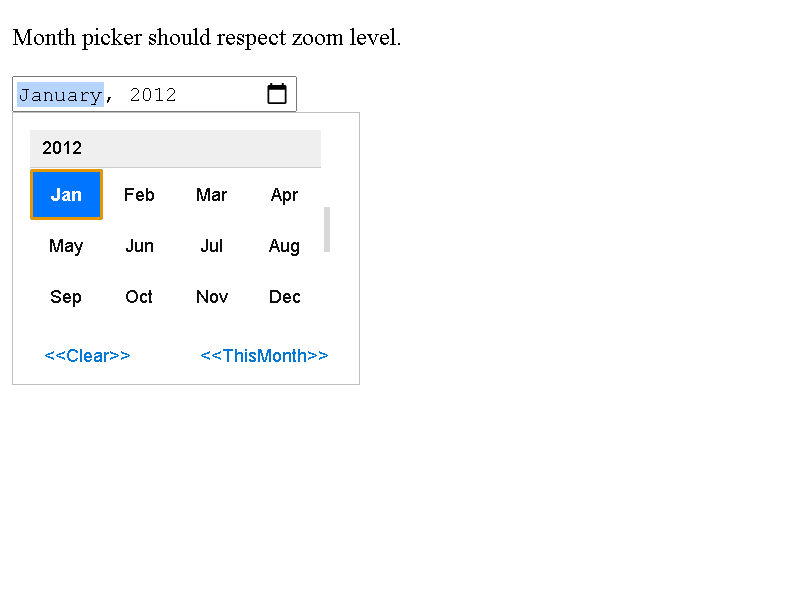 Month picker should respect zoom level.
January, 2012
2012
Jan Feb Mar Apr
May Jun Jul Aug
Sep Oct Nov Dec
<<Clear>> <<ThisMonth>>